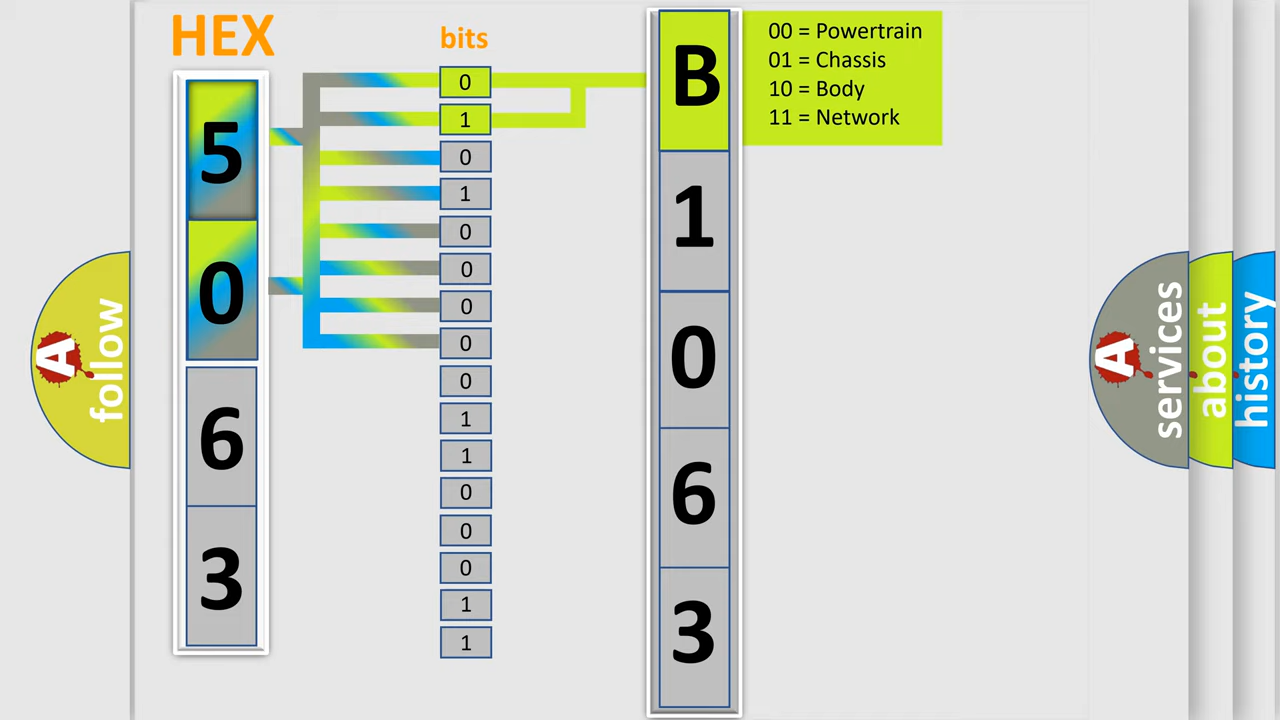 HEX
bits
5
0
6
3
0
1
0
1
0
0
0
0
0
1
1
0
0
0
1
1
B
1
0
6
3
00 = Powertrain
01 = Chassis
10 = Body
11 = Network
A
follow
A
services
about
history